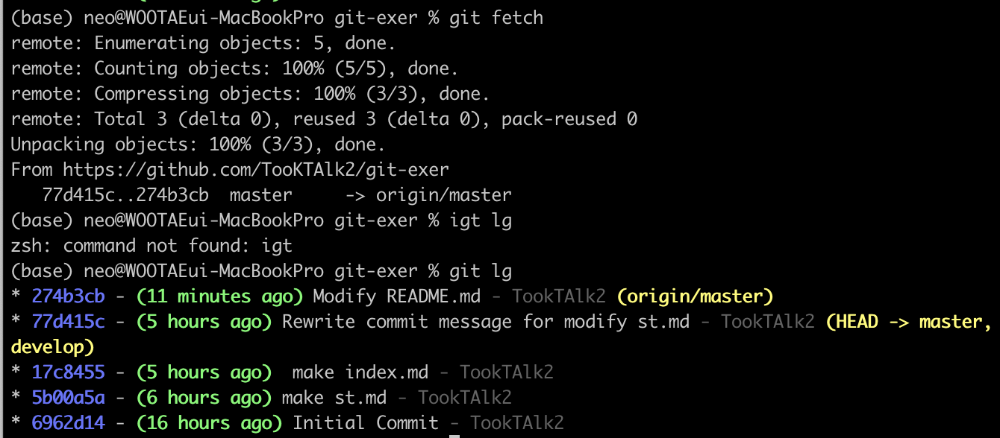 (base) neo@WOOTAEui-MacBookPro git-exer % git fetch
remote: Enumerating objects: 5, done.
remote: Counting objects: 100% (5/5), done.
remote: Compressing objects: 100% (3/3), done.
remote: Total 3 (delta 0), reused 3 (delta 0), pack-reused 0
Unpacking objects: 100% (3/3), done.
From https://github.com/TooKTAlk2/git-exer
   77d415c..274b3cb  master     -> origin/master
(base) neo@WOOTAEui-MacBookPro git-exer % igt lg
zsh: command not found: igt
(base) neo@WOOTAEui-MacBookPro git-exer % git lg
* 274b3cb - (11 minutes ago) Modify README.md - TookTAlk2 (origin/master)
* 77d415c - (5 hours ago) Rewrite commit message for modify st.md - TookTAlk2 (HEAD -> master,
develop)
* 17c8455 - (5 hours ago)  make index.md - TookTAlk2
* 5b00a5a - (6 hours ago) make st.md - TookTAlk2
* 6962d14 - (16 hours ago) Initial Commit - TookTAlk2